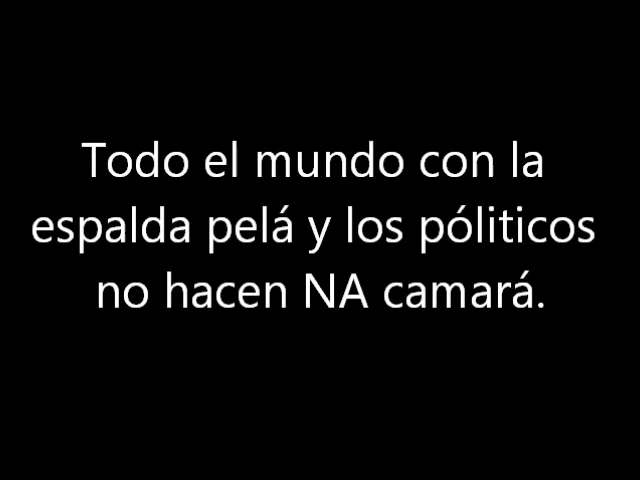 Todo el mundo con la
espalda pelá y los póliticos
no hacen NA camará.